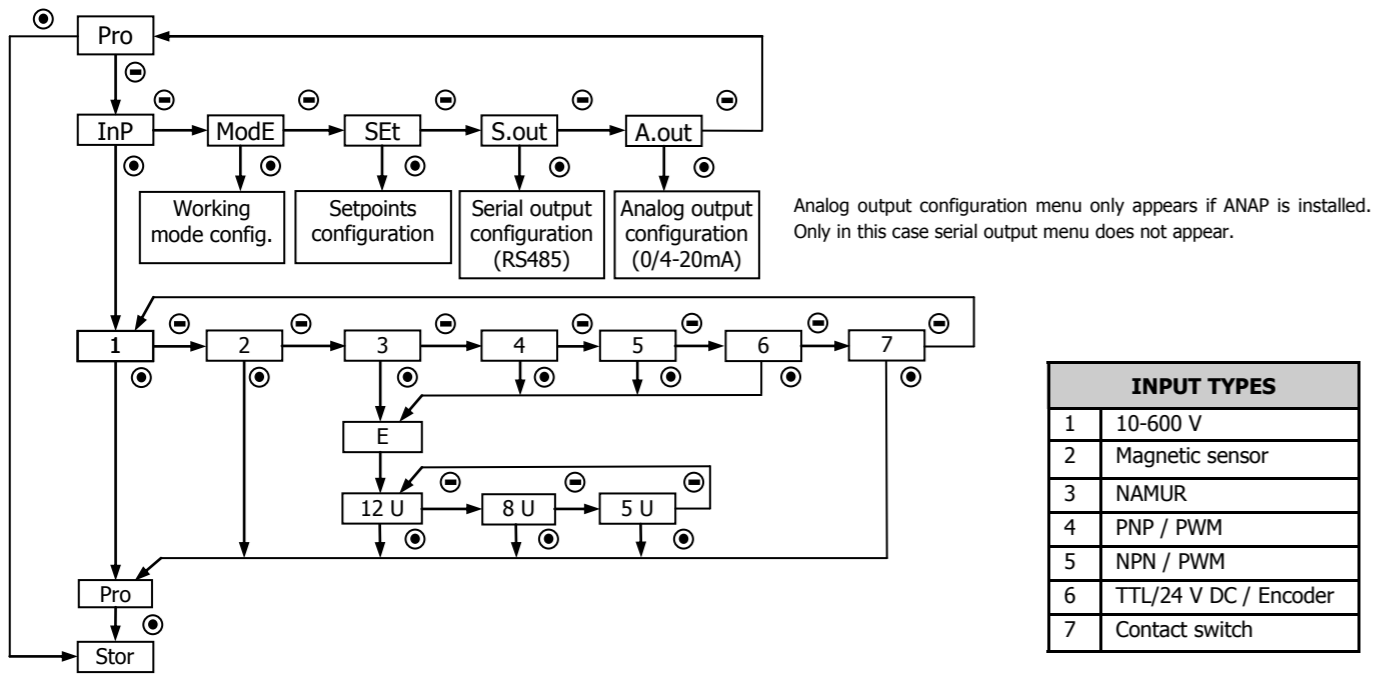 Pro
InP ModE SEt S.out A.out
Working
mode config.
Setpoints
configuration
Serial output
configuration
(RS485)
Analog output
configuration
(0/4-20mA)
Analog output configuration menu only appears if ANAP is installed.
Only in this case serial output menu does not appear.
1 2 3 4 5 6 7
E
12 U 8 U 5 U
Pro
Stor
INPUT TYPES
1 10-600 V
2 Magnetic sensor
3 NAMUR
4 PNP / PWM
5 NPN / PWM
6 TTL/24 V DC / Encoder
7 Contact switch